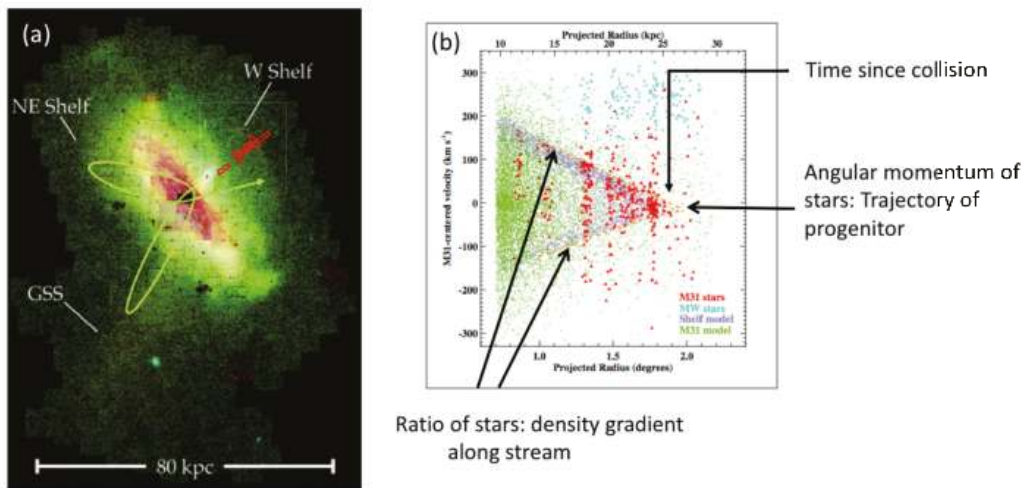 (a)
W Shelf
NE Shelf
GSS
80 kpc
(b)
Projected Radius (kpc)
10 15 20 25 30
M31-centered velocity (km s⁻¹)
300
200
100
0
-100
-200
-300
M31 stars
MW stars
Shelf model
M31 model
1.0 1.5 2.0
Projected Radius (degrees)
Time since collision
Angular momentum of
stars: Trajectory of
progenitor
Ratio of stars: density gradient
along stream